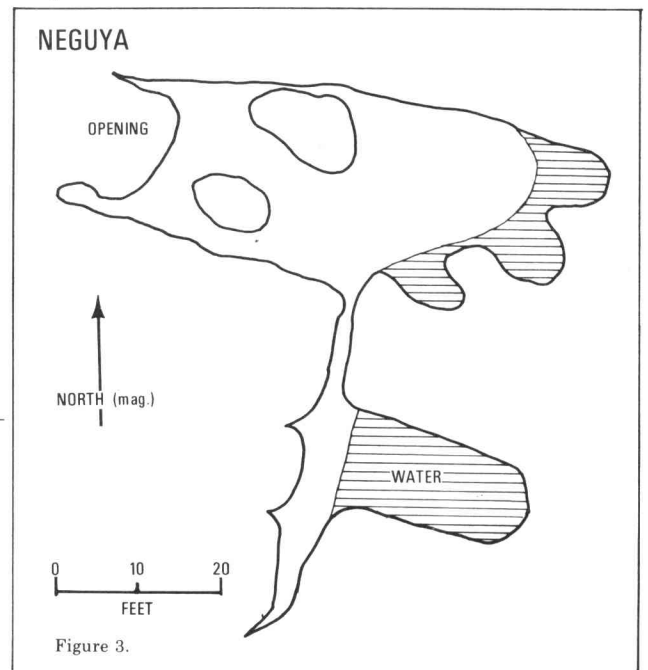 NEGUYA
OPENING
NORTH (mag.)
WATER
0 10 20
FEET
Figure 3.